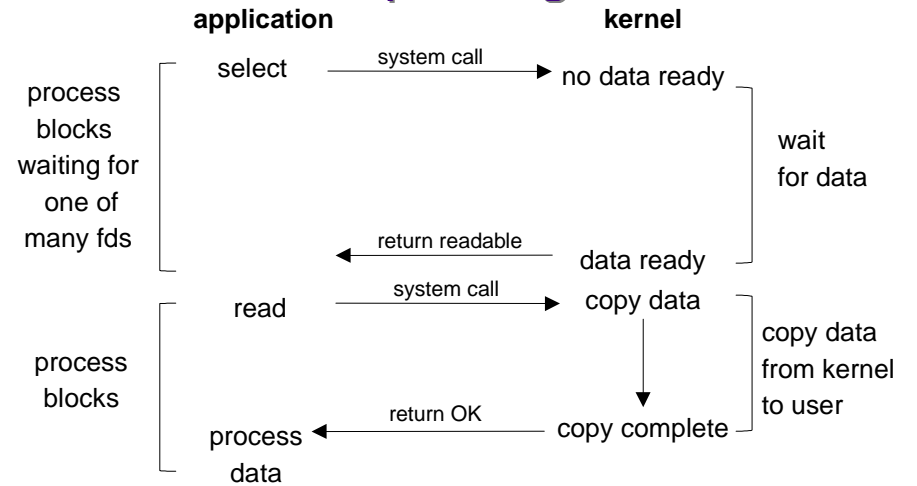 application
kernel
select
system call
no data ready
process
blocks
waiting for
one of
many fds
wait
for data
return readable
data ready
read
system call
copy data
process
blocks
copy data
from kernel
to user
return OK
copy complete
process
data